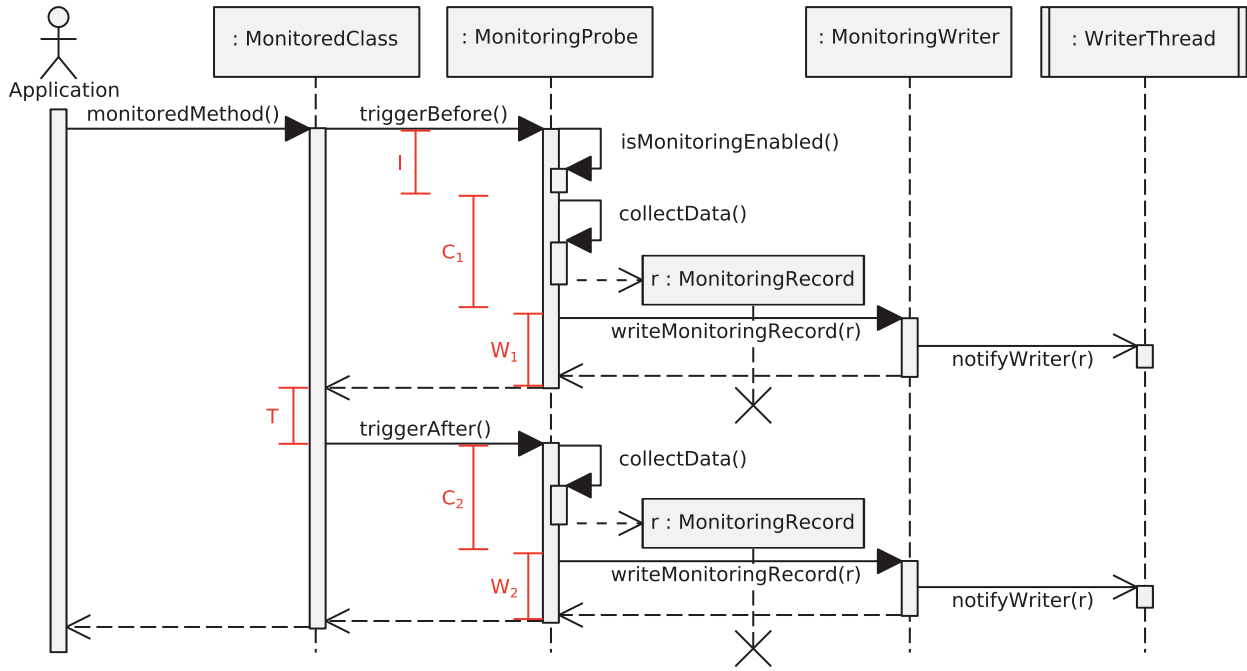 : MonitoredClass
: MonitoringProbe
: MonitoringWriter
: WriterThread
Application
monitoredMethod()
triggerBefore()
isMonitoringEnabled()
I
collectData()
C₁
r : MonitoringRecord
writeMonitoringRecord(r)
W₁
notifyWriter(r)
T
triggerAfter()
collectData()
C₂
r : MonitoringRecord
writeMonitoringRecord(r)
W₂
notifyWriter(r)